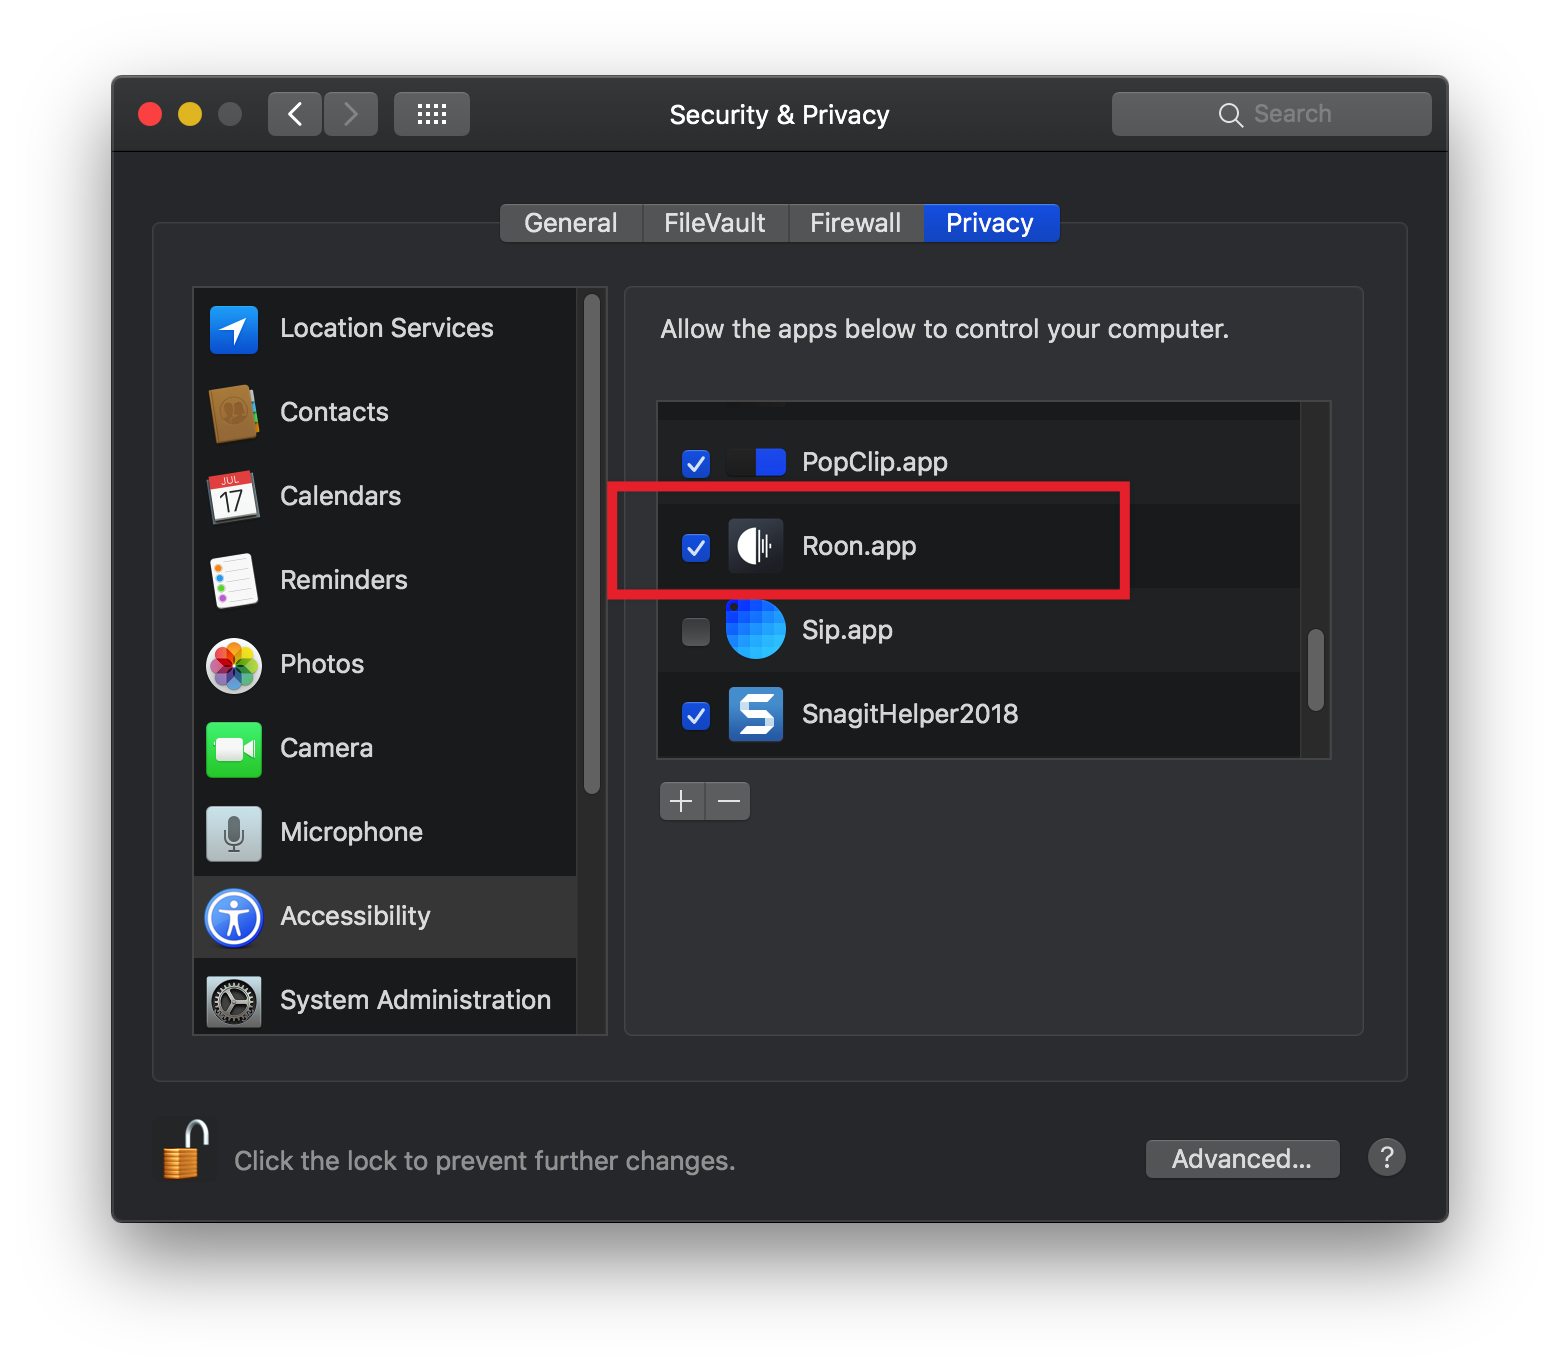 Security & Privacy
Search
General
FileVault
Firewall
Privacy
Location Services
Contacts
JUL
17
Calendars
Reminders
Photos
Camera
Microphone
Accessibility
System Administration
Allow the apps below to control your computer.
PopClip.app
Roon.app
Sip.app
SnagitHelper2018
Click the lock to prevent further changes.
Advanced...
?